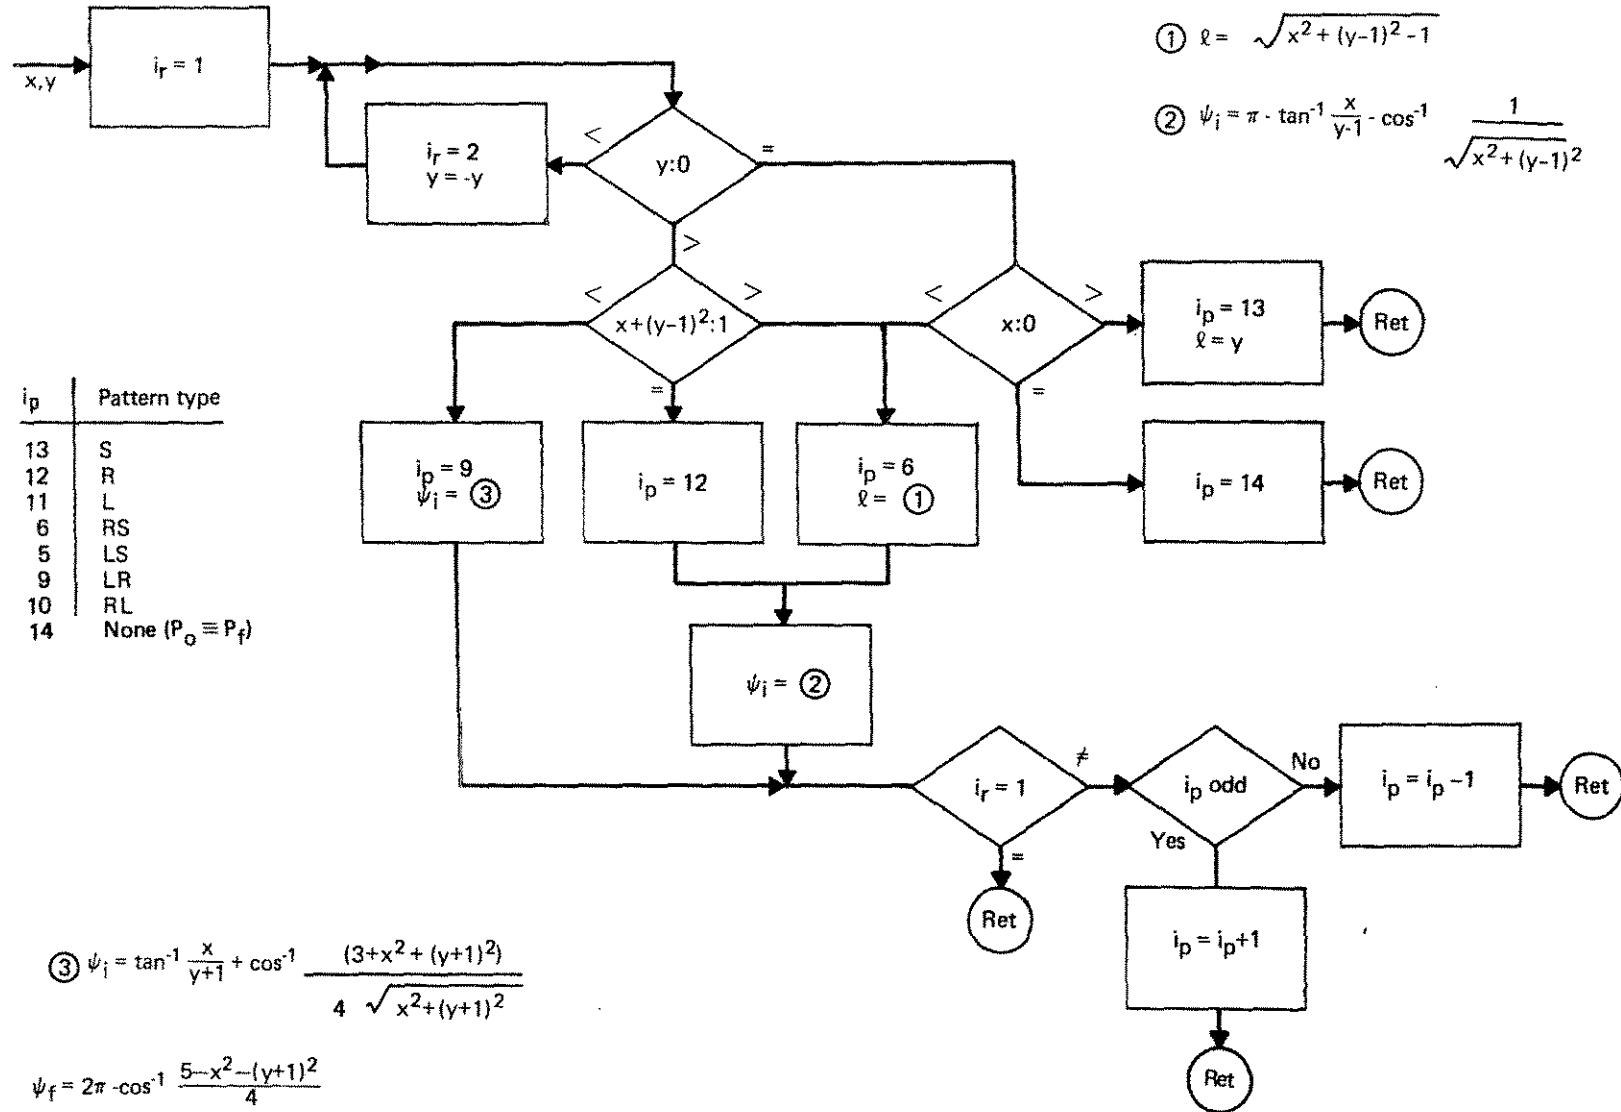 ① ℓ = √x² + (y-1)² -1
x,y
i_r = 1
② ψ_i = π - tan⁻¹ x/y-1 - cos⁻¹ 1/√x² + (y-1)²
<
=
i_r = 2
y = -y
y:0
>
<
>
<
>
x+(y-1)²:1
x:0
i_p = 13
ℓ = y
Ret
=
=
i_p Pattern type
13 S
12 R
11 L
6 RS
5 LS
9 LR
10 RL
14 None (P_o ≡ P_f)
i_p = 9
ψ_i = ③
i_p = 12
i_p = 6
ℓ = ①
i_p = 14
Ret
ψ_i = ②
i_r = 1
≠
=
i_p odd
No
Yes
i_p = i_p -1
Ret
Ret
i_p = i_p+1
Ret
③ ψ_i = tan⁻¹ x/y+1 + cos⁻¹ (3+x² + (y+1)²)/4 √x²+(y+1)²
ψ_f = 2π -cos⁻¹ 5-x²-(y+1)²/4